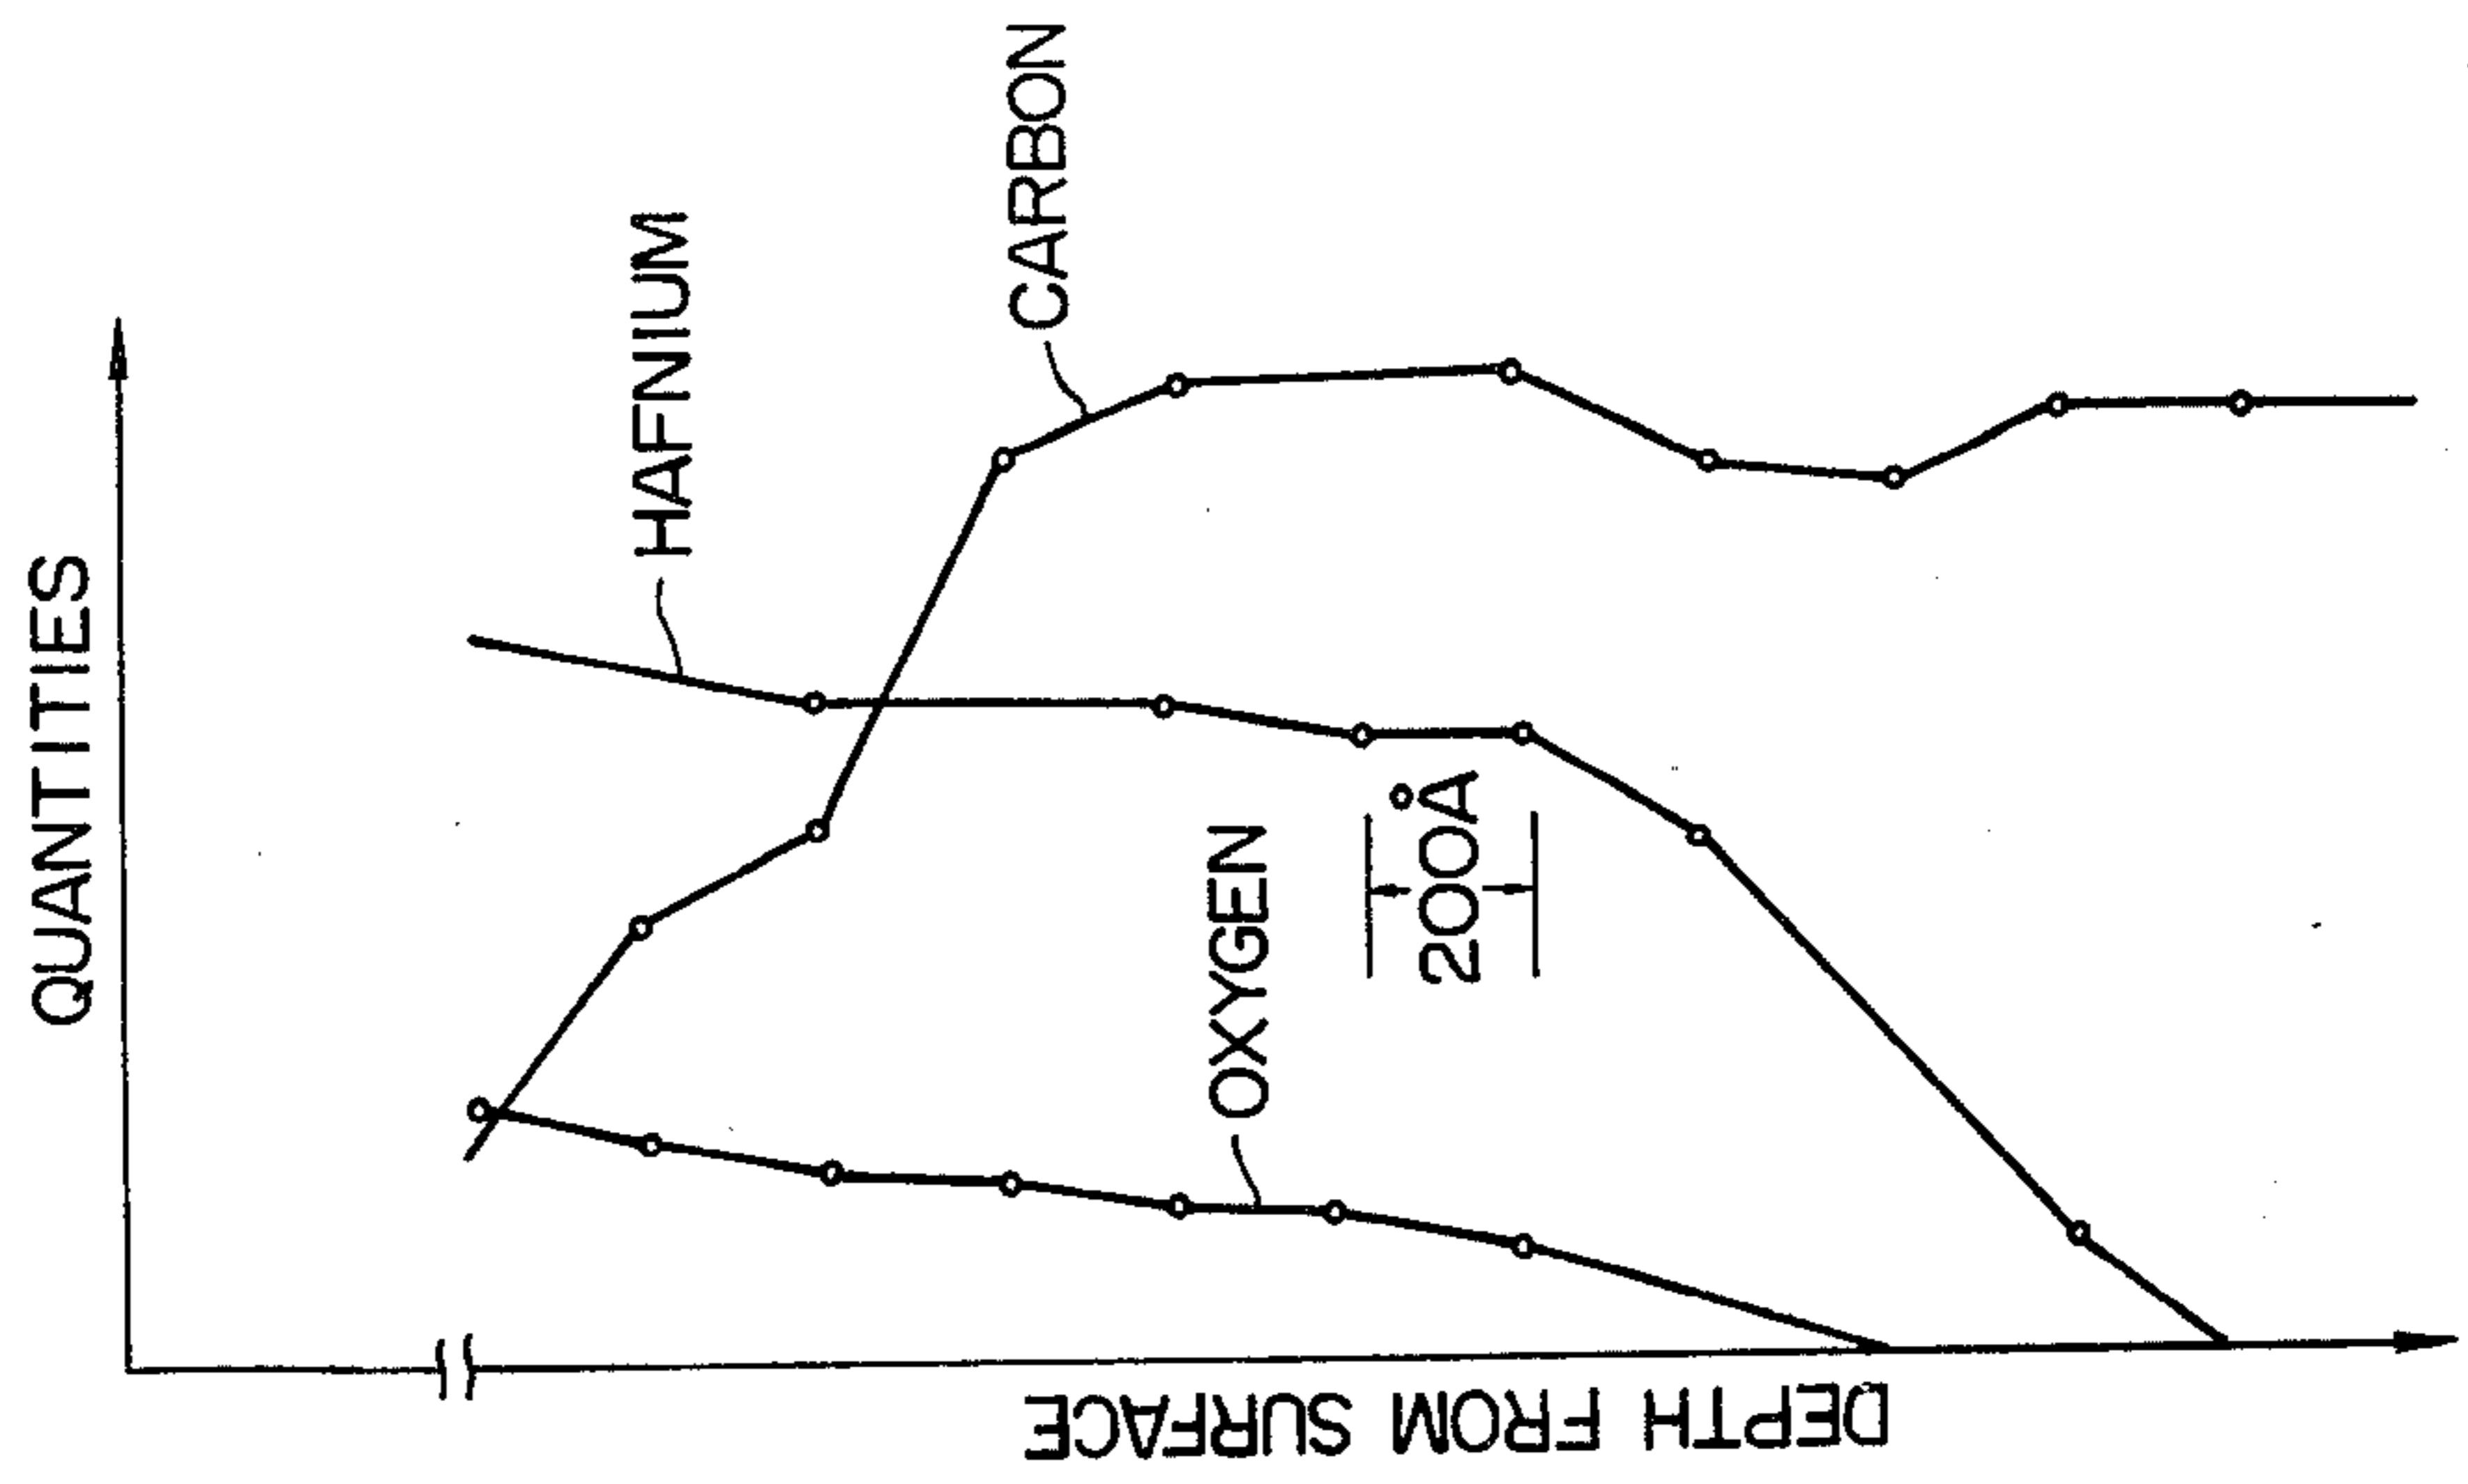 QUANTITIES
HAFNIUM
CARBON
OXYGEN
200Å
DEPTH FROM SURFACE